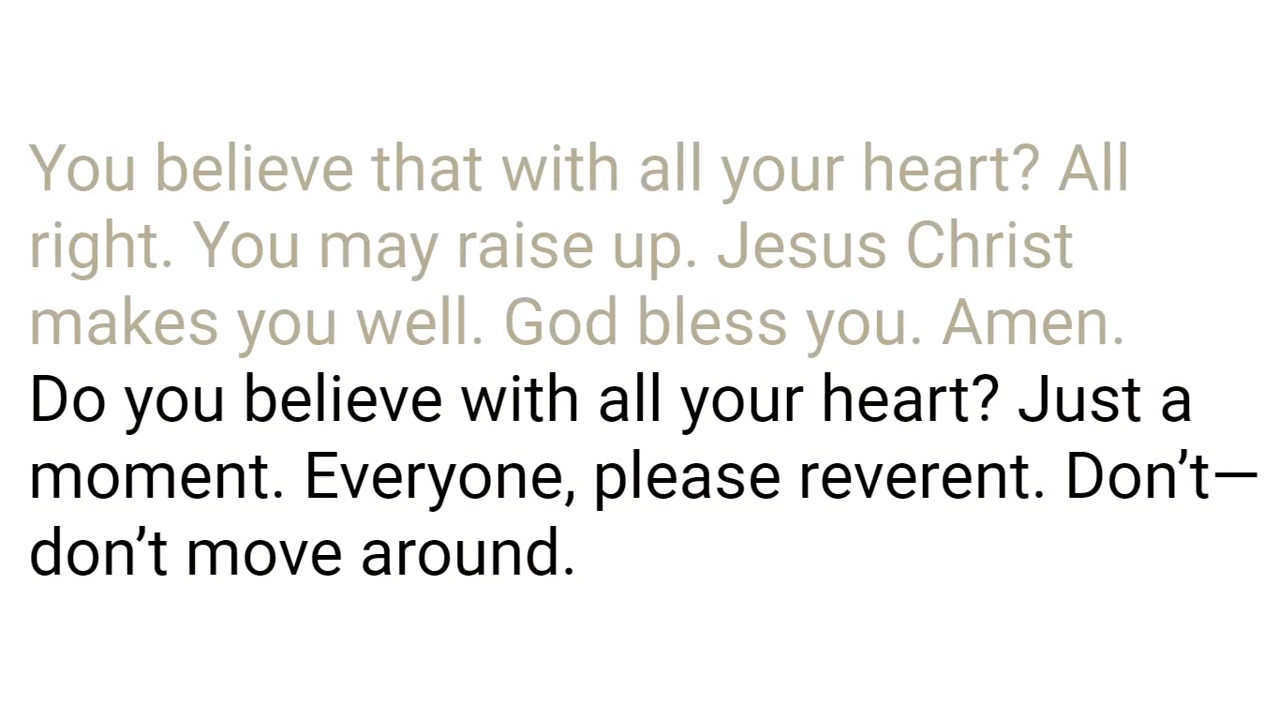 You believe that with all your heart? All
right. You may raise up. Jesus Christ
makes you well. God bless you. Amen.
Do you believe with all your heart? Just a
moment. Everyone, please reverent. Don’t—
don’t move around.